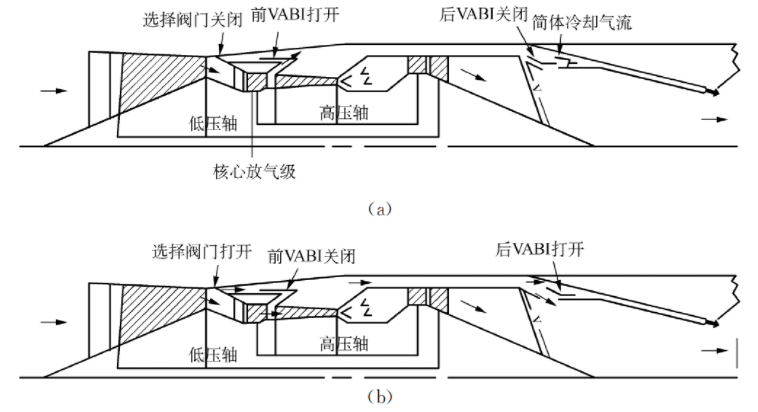 选择阀门关闭
前VABI打开
后VABI关闭
筒体冷却气流
低压轴
高压轴
核心放气级
(a)
选择阀门打开
前VABI关闭
后VABI打开
低压轴
高压轴
(b)